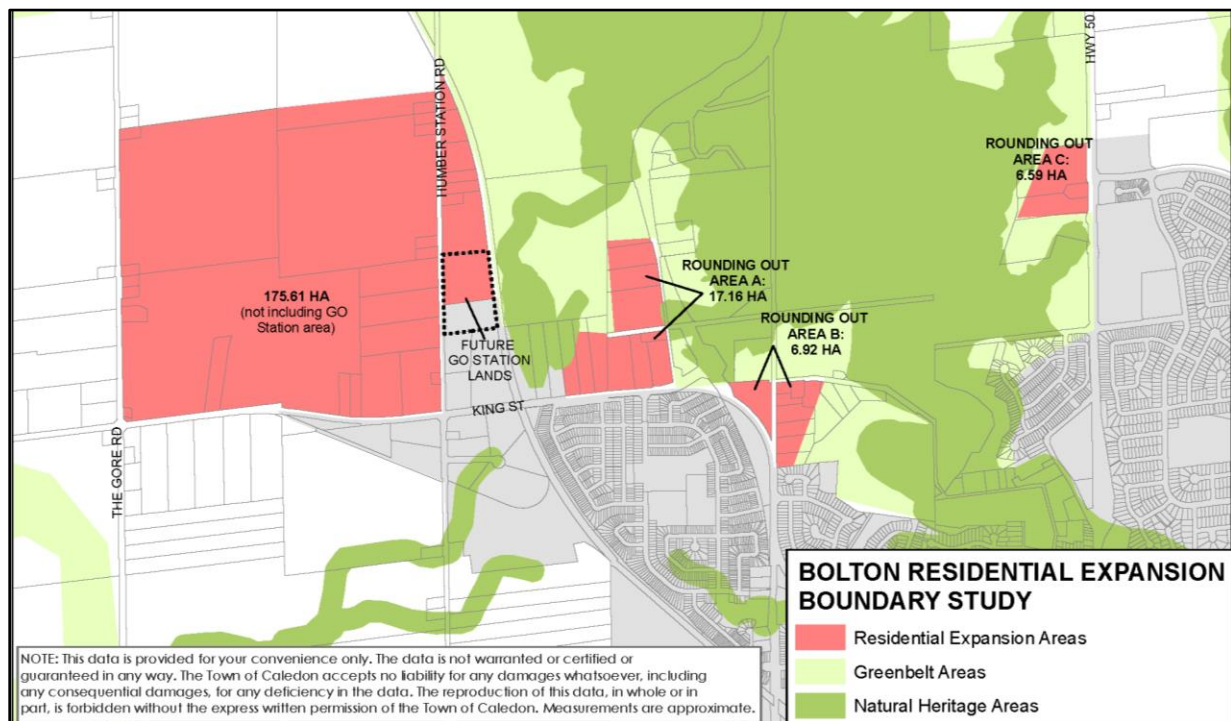 HWY 50
HUMBER STATION RD
ROUNDING OUT
AREA C:
6.59 HA
ROUNDING OUT
AREA A:
17.16 HA
175.61 HA
(not including GO
Station area)
ROUNDING OUT
AREA B:
6.92 HA
FUTURE
GO STATION
LANDS
KING ST
THE GORE RD
BOLTON RESIDENTIAL EXPANSION
BOUNDARY STUDY
Residential Expansion Areas
Greenbelt Areas
Natural Heritage Areas
NOTE: This data is provided for your convenience only. The data is not warranted or certified or
guaranteed in any way. The Town of Caledon accepts no liability for any damages whatsoever, including
any consequential damages, for any deficiency in the data. The reproduction of this data, in whole or in
part, is forbidden without the express written permission of the Town of Caledon. Measurements are approximate.